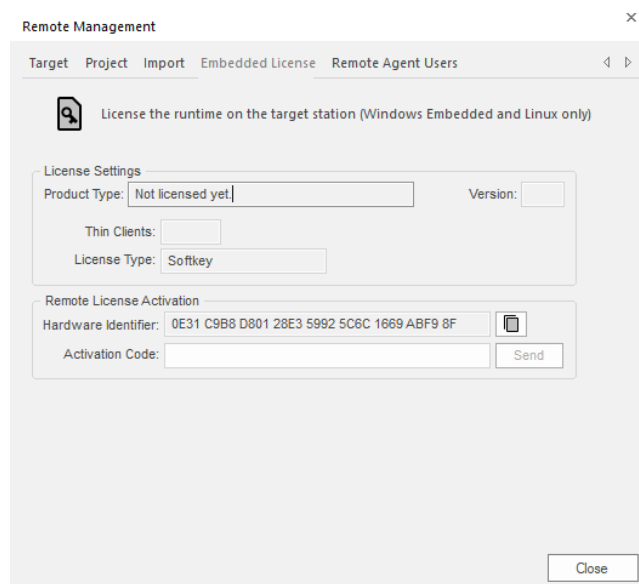 Remote Management
Target Project Import Embedded License Remote Agent Users
License the runtime on the target station (Windows Embedded and Linux only)
License Settings
Product Type: Not licensed yet. Version:
Thin Clients:
License Type: Softkey
Remote License Activation
Hardware Identifier: 0E31 C9B8 D801 28E3 5992 5C6C 1669 ABF9 8F
Activation Code: Send
Close